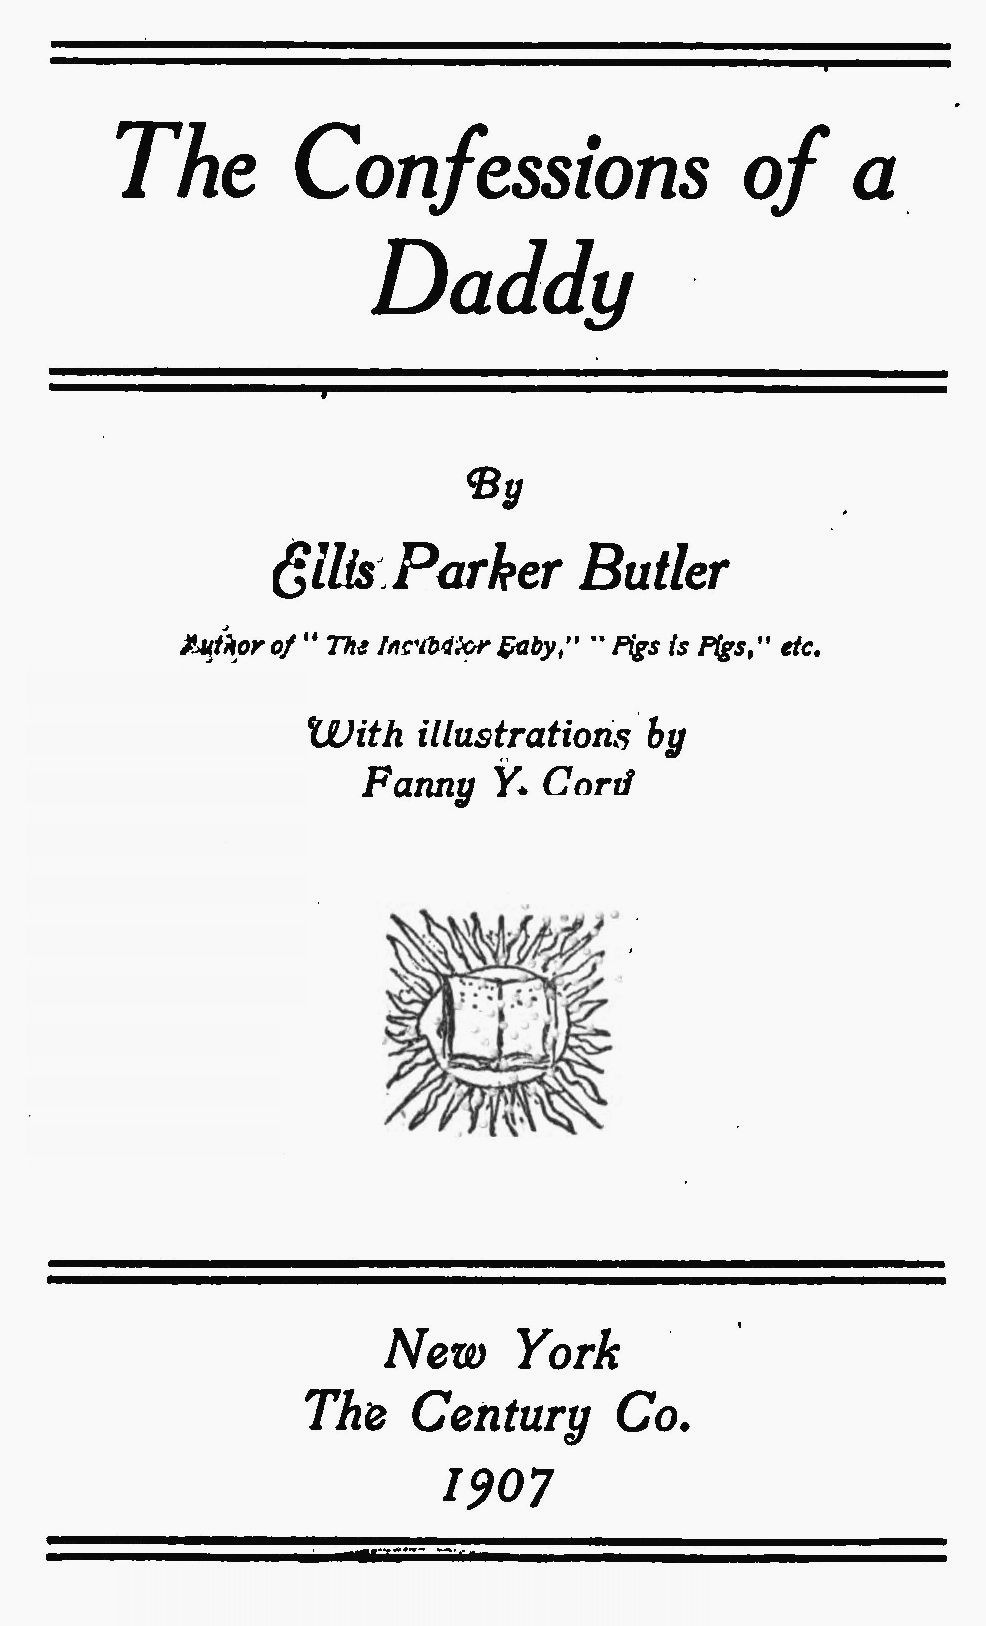 The Confessions of a
Daddy
By
Ellis Parker Butler
Author of "The Incubator Baby," "Pigs is Pigs," etc.
With illustrations by
Fanny Y. Cory
New York
The Century Co.
1907